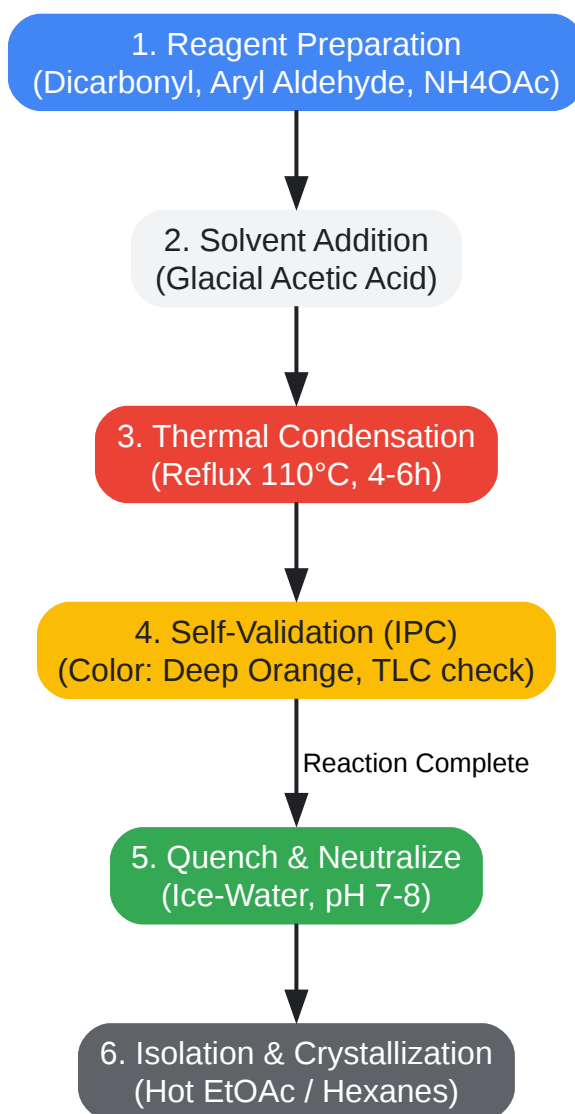 1. Reagent Preparation
(Dicarbonyl, Aryl Aldehyde, NH4OAc)
2. Solvent Addition
(Glacial Acetic Acid)
3. Thermal Condensation
(Reflux 110°C, 4-6h)
4. Self-Validation (IPC)
(Color: Deep Orange, TLC check)
Reaction Complete
5. Quench & Neutralize
(Ice-Water, pH 7-8)
6. Isolation & Crystallization
(Hot EtOAc / Hexanes)